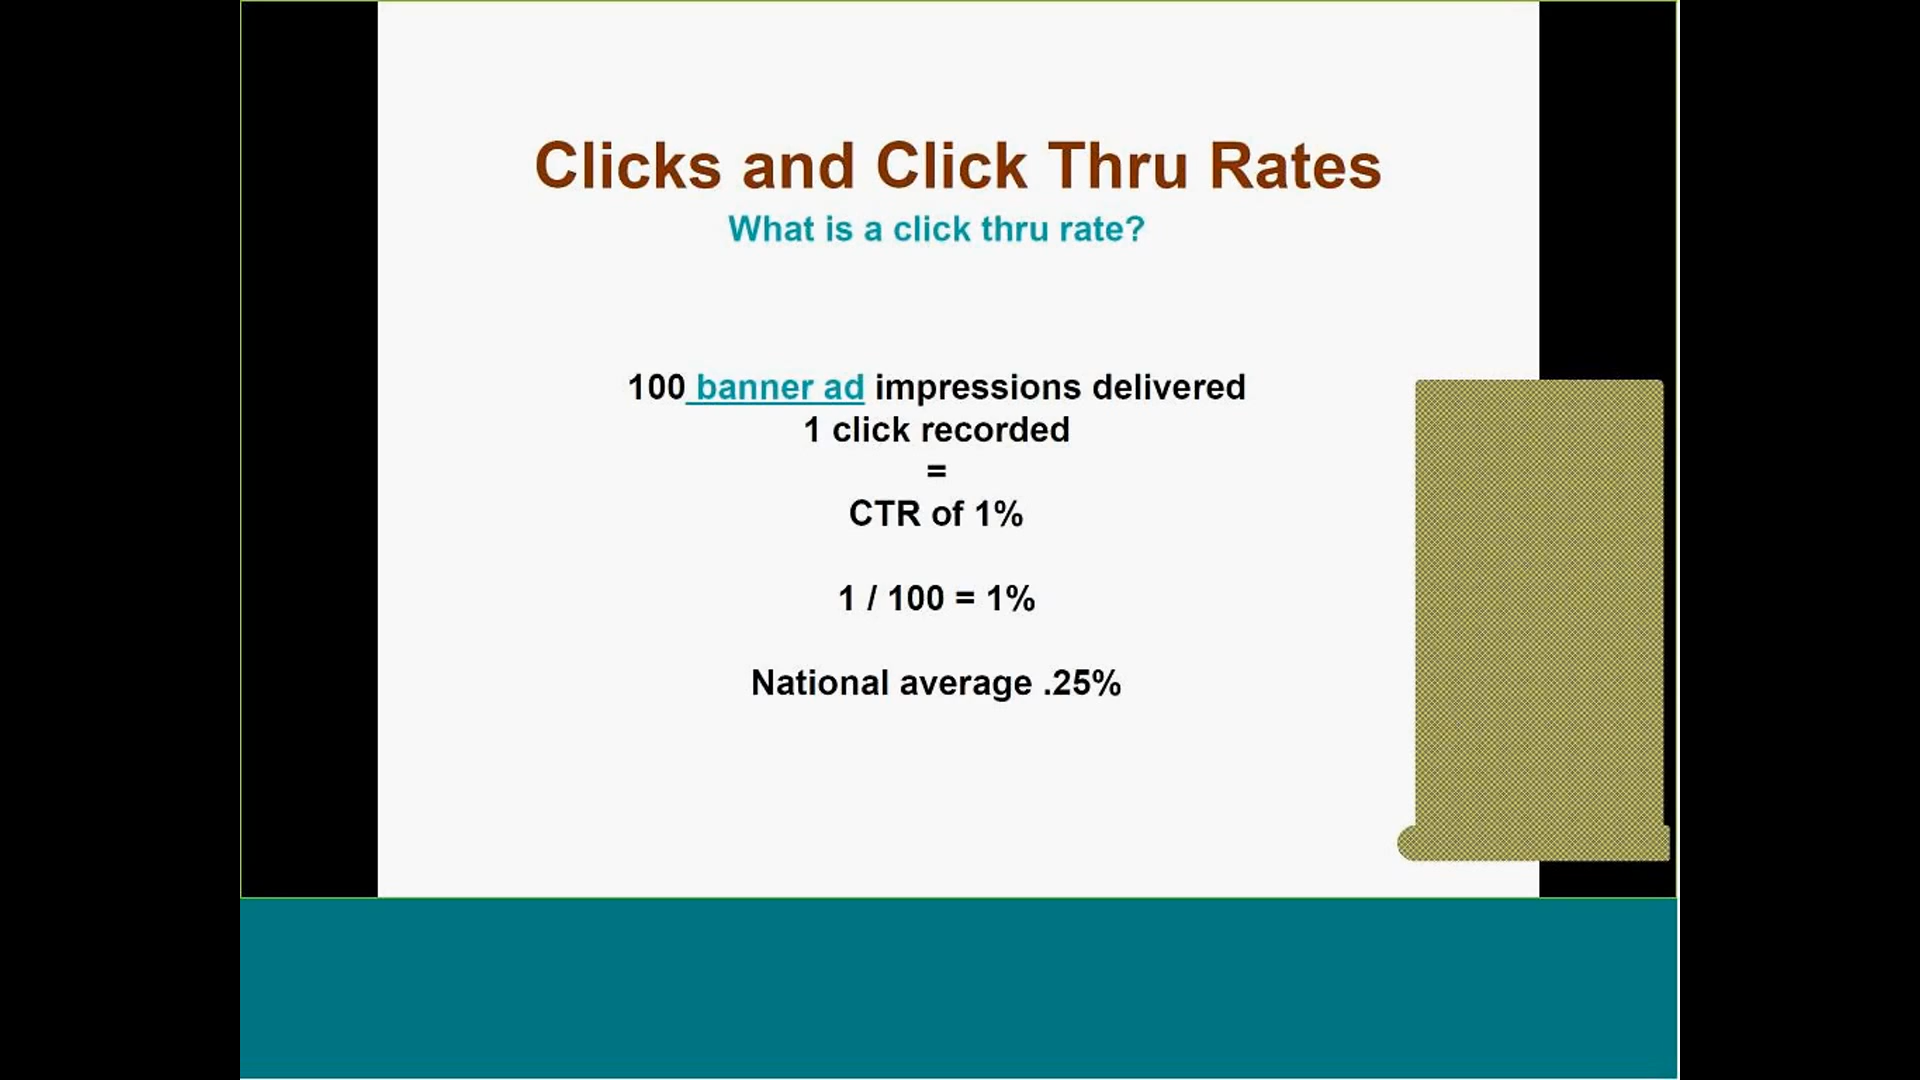 Clicks and Click Thru Rates
What is a click thru rate?
100 banner ad impressions delivered
1 click recorded
=
CTR of 1%
1 / 100 = 1%
National average .25%